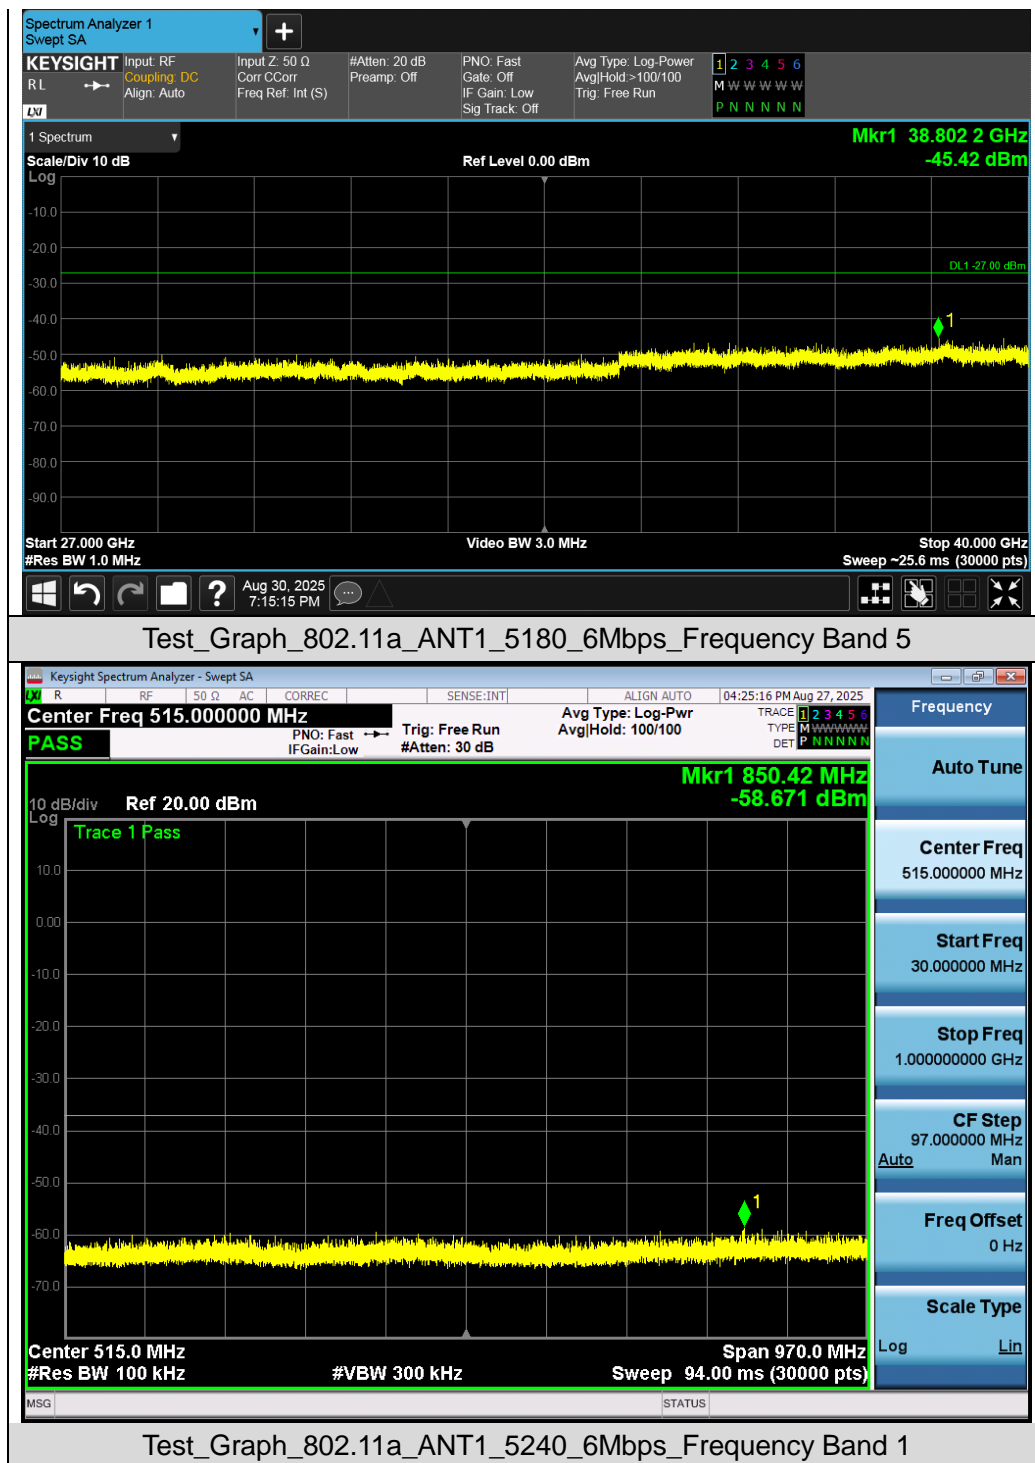 Spectrum Analyzer 1
Swept SA
+
KEYSIGHT
R L
LXI
Input: RF
Coupling: DC
Align: Auto
Input Z: 50 Ω
Corr CCorr
Freq Ref: Int (S)
#Atten: 20 dB
Preamp: Off
PNO: Fast
Gate: Off
IF Gain: Low
Sig Track: Off
Avg Type: Log-Power
Avg|Hold:>100/100
Trig: Free Run
1 2 3 4 5 6
M W W W W W
P N N N N N
1 Spectrum
Mkr1 38.802 2 GHz
Scale/Div 10 dB
Ref Level 0.00 dBm
-45.42 dBm
Log
-10.0
-20.0
DL1 -27.00 dBm
-30.0
-40.0
1
-50.0
-60.0
-70.0
-80.0
-90.0
Start 27.000 GHz
Video BW 3.0 MHz
Stop 40.000 GHz
#Res BW 1.0 MHz
Sweep ~25.6 ms (30000 pts)
?
Aug 30, 2025
7:15:15 PM
Test_Graph_802.11a_ANT1_5180_6Mbps_Frequency Band 5
Keysight Spectrum Analyzer - Swept SA
LXI R RF 50 Ω AC CORREC SENSE:INT ALIGN AUTO 04:25:16 PM Aug 27, 2025
Center Freq 515.000000 MHz
PASS
PNO: Fast
IFGain:Low
Trig: Free Run
#Atten: 30 dB
Avg Type: Log-Pwr
Avg|Hold: 100/100
TRACE 1 2 3 4 5 6
TYPE M W W W W W
DET P N N N N N
Mkr1 850.42 MHz
-58.671 dBm
10 dB/div Ref 20.00 dBm
Log
Trace 1 Pass
10.0
0.00
-10.0
-20.0
-30.0
-40.0
-50.0
1
-60.0
-70.0
Center 515.0 MHz
Span 970.0 MHz
#Res BW 100 kHz
#VBW 300 kHz
Sweep 94.00 ms (30000 pts)
MSG
STATUS
Frequency
Auto Tune
Center Freq
515.000000 MHz
Start Freq
30.000000 MHz
Stop Freq
1.000000000 GHz
CF Step
97.000000 MHz
Auto Man
Freq Offset
0 Hz
Scale Type
Log Lin
Test_Graph_802.11a_ANT1_5240_6Mbps_Frequency Band 1